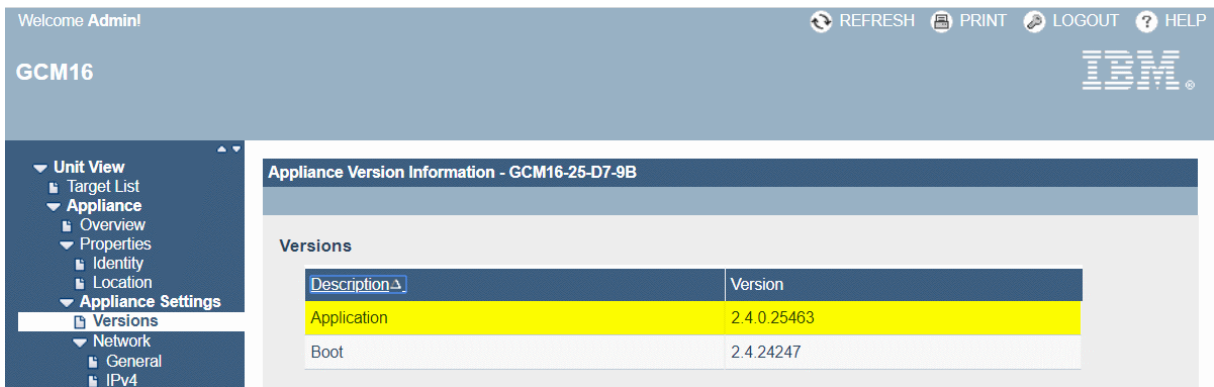 Welcome Admin!
REFRESH PRINT LOGOUT ? HELP
GCM16
IBM®
Unit View
Target List
Appliance
Overview
Properties
Identity
Location
Appliance Settings
Versions
Network
General
IPv4
Appliance Version Information - GCM16-25-D7-9B
Versions
Description Version
Application 2.4.0.25463
Boot 2.4.24247